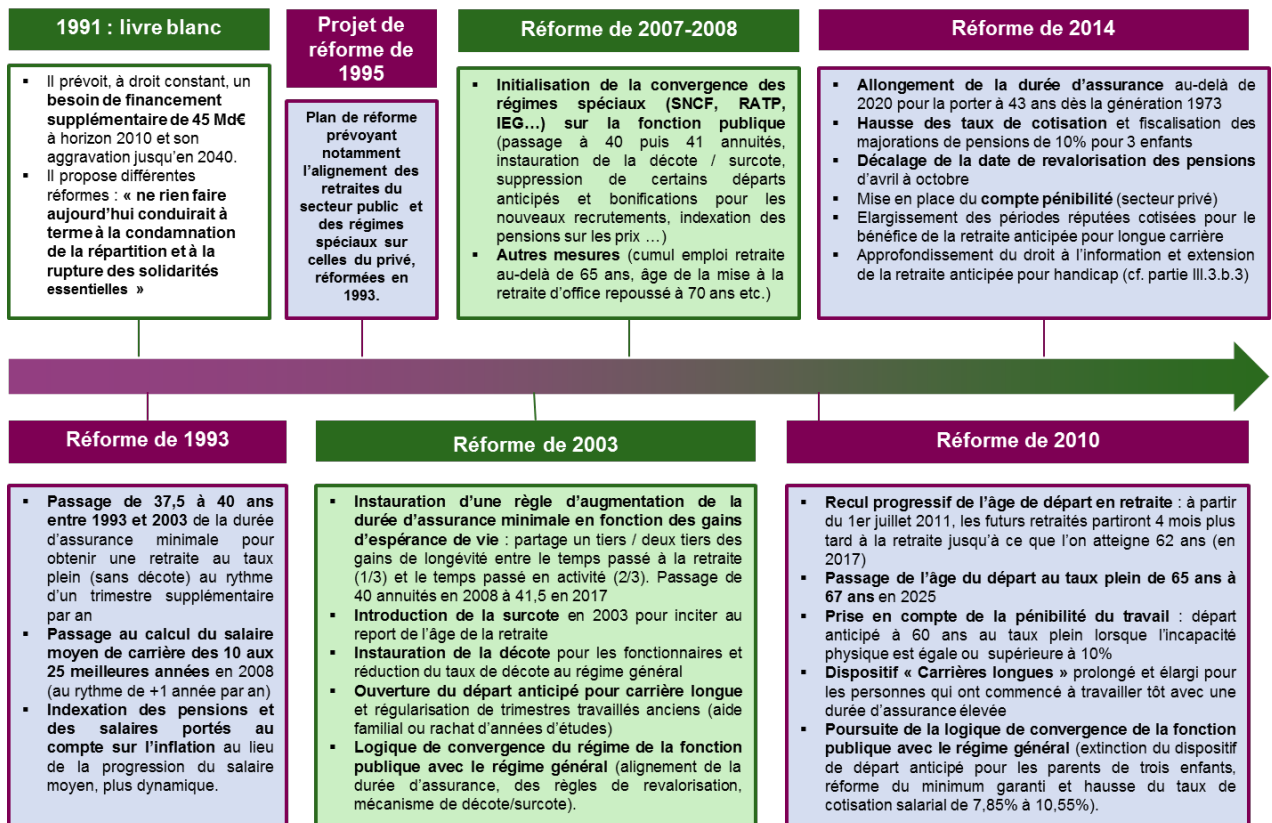 1991 : livre blanc
▪ Il prévoit, à droit constant, un
besoin de financement
supplémentaire de 45 Md€
à horizon 2010 et son
aggravation jusqu'en 2040.
▪ Il propose différentes
réformes : « ne rien faire
aujourd'hui conduirait à
terme à la condamnation
de la répartition et à la
rupture des solidarités
essentielles »
Projet de
réforme de
1995
Plan de réforme
prévoyant
notamment
l'alignement des
retraites du
secteur public et
des régimes
spéciaux sur
celles du privé,
réformées en
1993.
Réforme de 2007-2008
▪ Initialisation de la convergence des
régimes spéciaux (SNCF, RATP,
IEG…) sur la fonction publique
(passage à 40 puis 41 annuités,
instauration de la décote / surcote,
suppression de certains départs
anticipés et bonifications pour les
nouveaux recrutements, indexation des
pensions sur les prix …)
▪ Autres mesures (cumul emploi retraite
au-delà de 65 ans, âge de la mise à la
retraite d'office repoussé à 70 ans etc.)
Réforme de 2014
▪ Allongement de la durée d'assurance au-delà de
2020 pour la porter à 43 ans dès la génération 1973
▪ Hausse des taux de cotisation et fiscalisation des
majorations de pensions de 10% pour 3 enfants
▪ Décalage de la date de revalorisation des pensions
d'avril à octobre
▪ Mise en place du compte pénibilité (secteur privé)
▪ Elargissement des périodes réputées cotisées pour le
bénéfice de la retraite anticipée pour longue carrière
▪ Approfondissement du droit à l'information et extension
de la retraite anticipée pour handicap (cf. partie III.3.b.3)
Réforme de 1993
▪ Passage de 37,5 à 40 ans
entre 1993 et 2003 de la durée
d'assurance minimale pour
obtenir une retraite au taux
plein (sans décote) au rythme
d'un trimestre supplémentaire
par an
▪ Passage au calcul du salaire
moyen de carrière des 10 aux
25 meilleures années en 2008
(au rythme de +1 année par an)
▪ Indexation des pensions et
des salaires portés au
compte sur l'inflation au lieu
de la progression du salaire
moyen, plus dynamique.
Réforme de 2003
▪ Instauration d'une règle d'augmentation de la
durée d'assurance minimale en fonction des gains
d'espérance de vie : partage un tiers / deux tiers des
gains de longévité entre le temps passé à la retraite
(1/3) et le temps passé en activité (2/3). Passage de
40 annuités en 2008 à 41,5 en 2017
▪ Introduction de la surcote en 2003 pour inciter au
report de l'âge de la retraite
▪ Instauration de la décote pour les fonctionnaires et
réduction du taux de décote au régime général
▪ Ouverture du départ anticipé pour carrière longue
et régularisation de trimestres travaillés anciens (aide
familial ou rachat d'années d'études)
▪ Logique de convergence du régime de la fonction
publique avec le régime général (alignement de la
durée d'assurance, des règles de revalorisation,
mécanisme de décote/surcote).
Réforme de 2010
▪ Recul progressif de l'âge de départ en retraite : à partir
du 1er juillet 2011, les futurs retraités partiront 4 mois plus
tard à la retraite jusqu'à ce que l'on atteigne 62 ans (en
2017)
▪ Passage de l'âge du départ au taux plein de 65 ans à
67 ans en 2025
▪ Prise en compte de la pénibilité du travail : départ
anticipé à 60 ans au taux plein lorsque l'incapacité
physique est égale ou supérieure à 10%
▪ Dispositif « Carrières longues » prolongé et élargi pour
les personnes qui ont commencé à travailler tôt avec une
durée d'assurance élevée
▪ Poursuite de la logique de convergence de la fonction
publique avec le régime général (extinction du dispositif
de départ anticipé pour les parents de trois enfants,
réforme du minimum garanti et hausse du taux de
cotisation salarial de 7,85% à 10,55%).